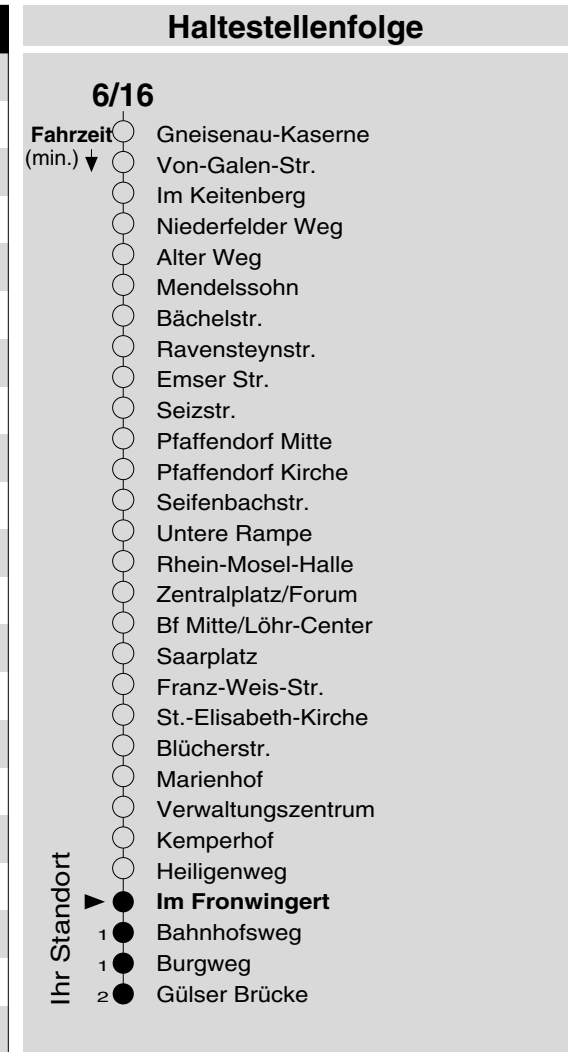 Haltestellenfolge
6/16
Fahrzeit
(min.)
Gneisenau-Kaserne
Von-Galen-Str.
Im Keitenberg
Niederfelder Weg
Alter Weg
Mendelssohn
Bächelstr.
Ravensteynstr.
Emser Str.
Seizstr.
Pfaffendorf Mitte
Pfaffendorf Kirche
Seifenbachstr.
Untere Rampe
Rhein-Mosel-Halle
Zentralplatz/Forum
Bf Mitte/Löhr-Center
Saarplatz
Franz-Weis-Str.
St.-Elisabeth-Kirche
Blücherstr.
Marienhof
Verwaltungszentrum
Kemperhof
Heiligenweg
Ihr Standort
Im Fronwingert
1 Bahnhofsweg
1 Burgweg
2 Gülser Brücke